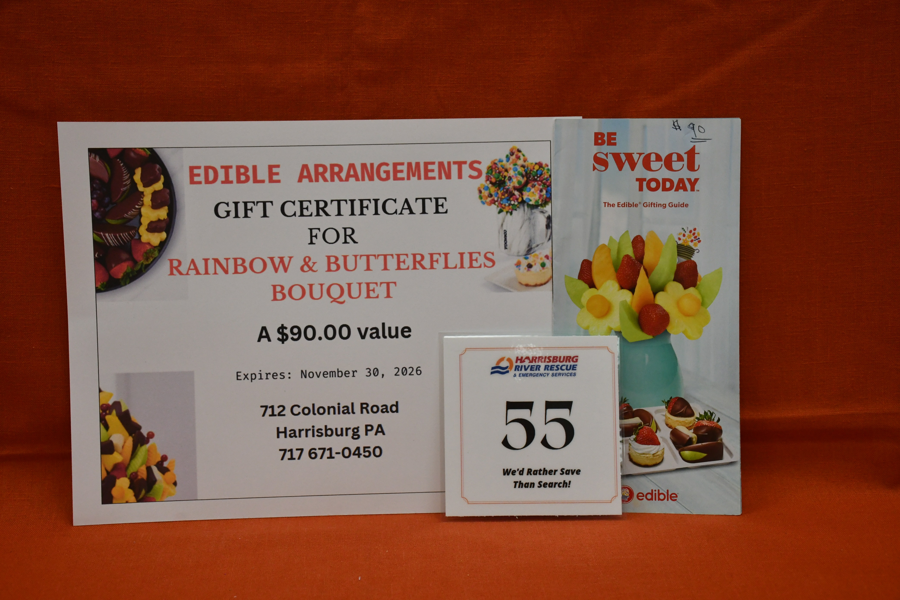 EDIBLE ARRANGEMENTS
GIFT CERTIFICATE
FOR
RAINBOW & BUTTERFLIES
BOUQUET
A $90.00 value
Expires: November 30, 2026
712 Colonial Road
Harrisburg PA
717 671-0450
$ 90
BE
sweet
TODAY™
The Edible® Gifting Guide
edible
HARRISBURG
RIVER RESCUE
& EMERGENCY SERVICES
55
We'd Rather Save
Than Search!